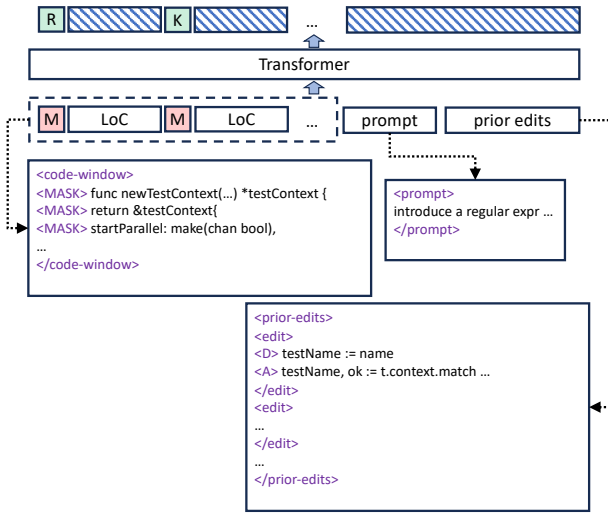 R K ...
Transformer
M LoC M LoC ... prompt prior edits
<code-window>
<MASK> func newTestContext(...) *testContext {
<MASK> return &testContext{
<MASK> startParallel: make(chan bool),
...
</code-window>
<prompt>
introduce a regular expr ...
</prompt>
<prior-edits>
<edit>
<D> testName := name
<A> testName, ok := t.context.match ...
</edit>
<edit>
...
</edit>
...
</prior-edits>